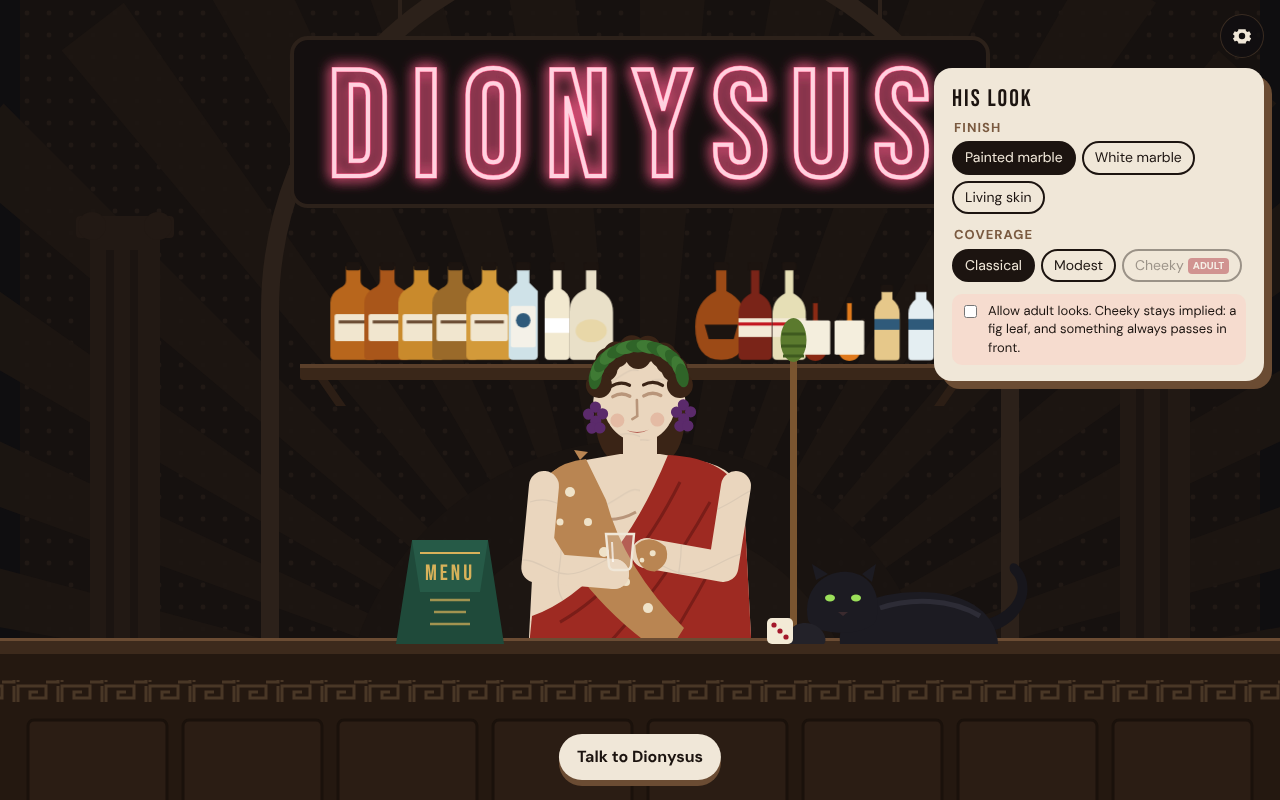 DIONYSUS
HIS LOOK
FINISH
Painted marble
White marble
Living skin
COVERAGE
Classical
Modest
Cheeky ADULT
Allow adult looks. Cheeky stays implied: a
fig leaf, and something always passes in
front.
MENU
Talk to Dionysus